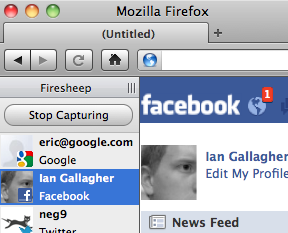 Mozilla Firefox
(Untitled)
Firesheep
Stop Capturing
eric@google.com
Google
Ian Gallagher
Facebook
neg9
Twitter
facebook
1
Ian Gallagher
Edit My Profile
News Feed